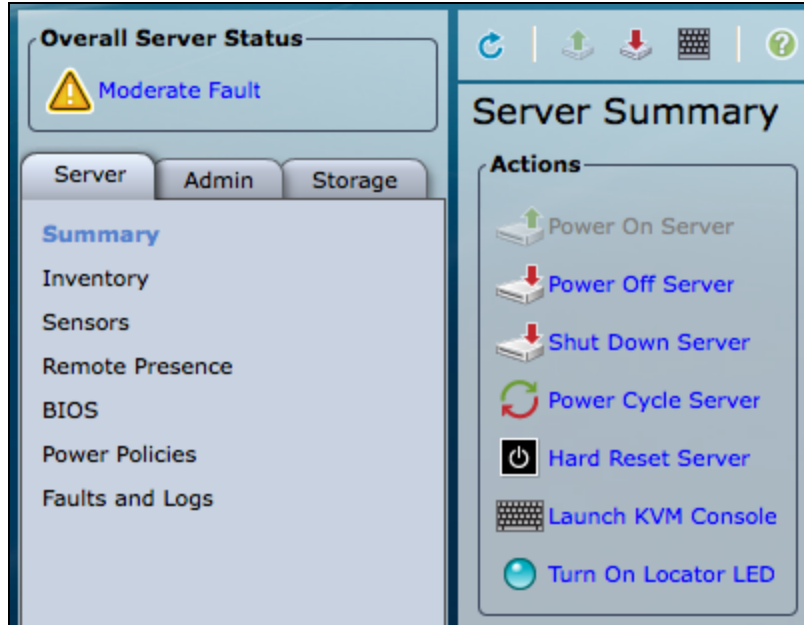 Overall Server Status
Moderate Fault
Server
Admin
Storage
Summary
Inventory
Sensors
Remote Presence
BIOS
Power Policies
Faults and Logs
Server Summary
Actions
Power On Server
Power Off Server
Shut Down Server
Power Cycle Server
Hard Reset Server
Launch KVM Console
Turn On Locator LED